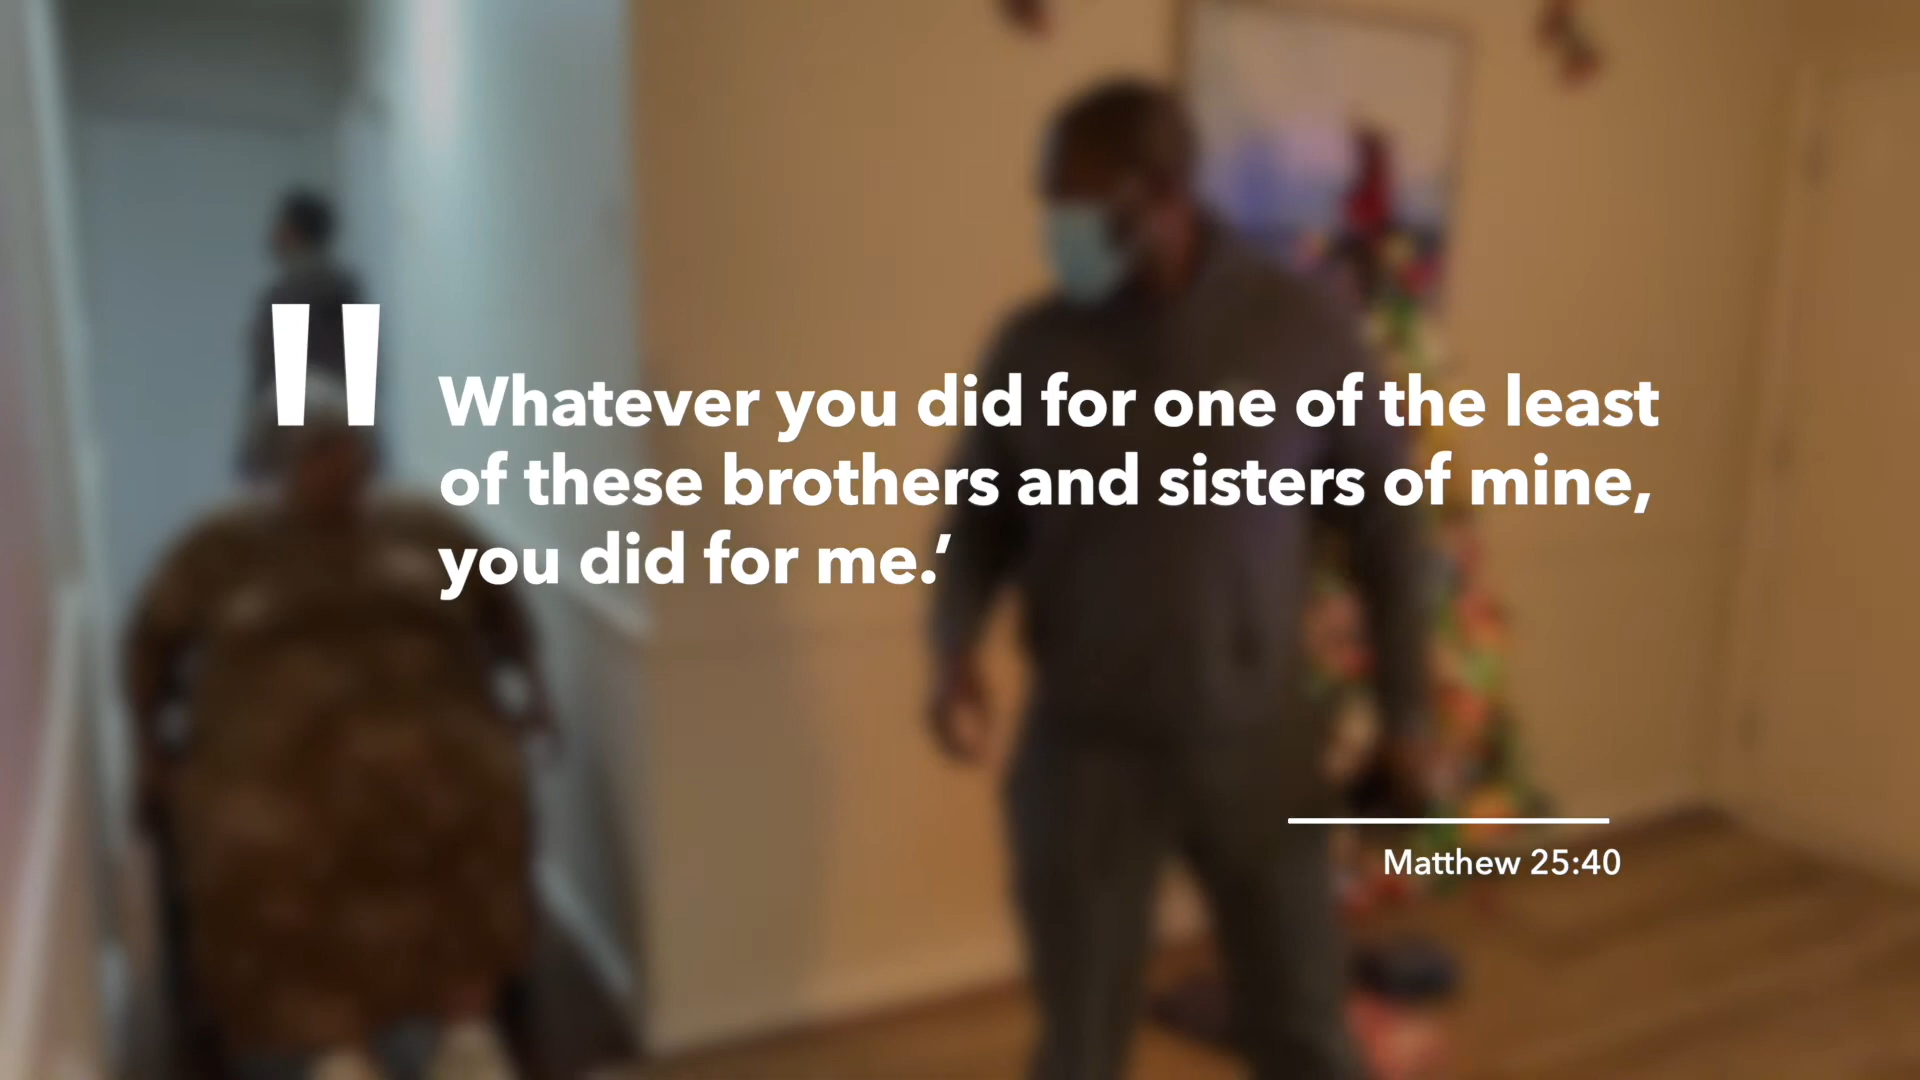 "
Whatever you did for one of the least
of these brothers and sisters of mine,
you did for me.’
Matthew 25:40